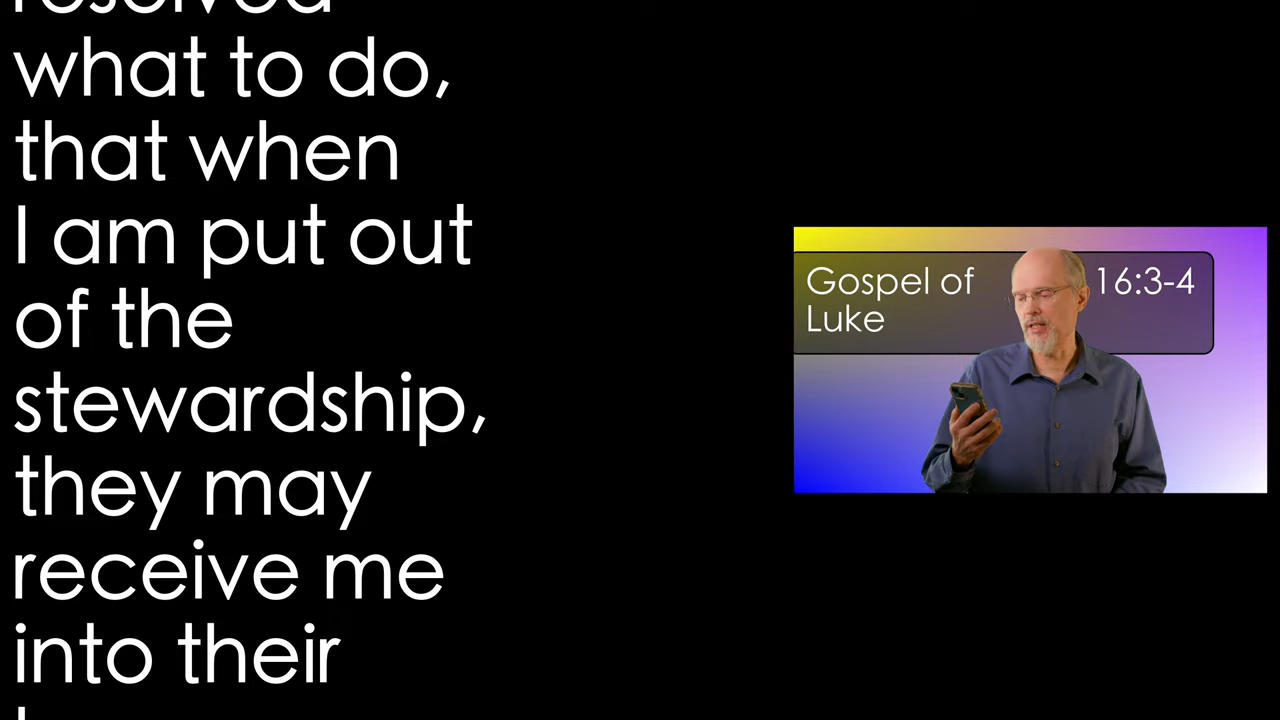 resolved
what to do,
that when
I am put out
of the
stewardship,
they may
receive me
into their
Gospel of
Luke
16:3-4